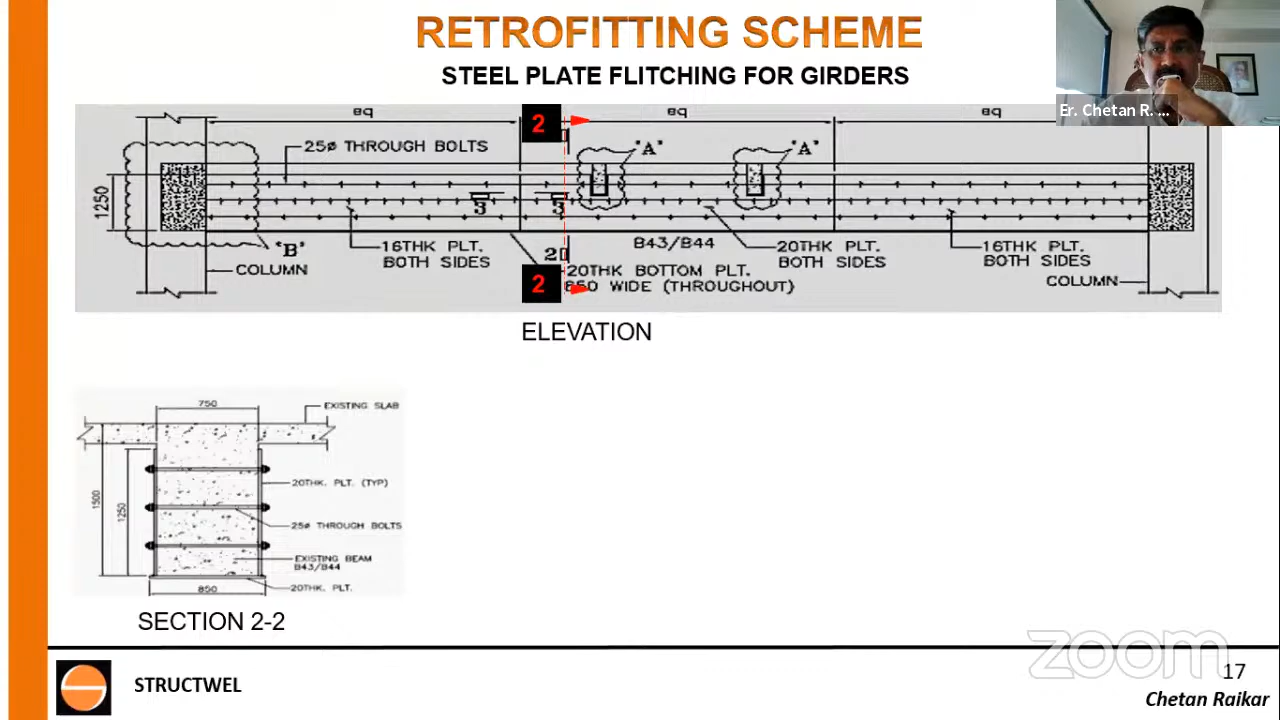 RETROFITTING SCHEME
STEEL PLATE FLITCHING FOR GIRDERS
Er. Chetan R. ...
eq
2
eq
eq
25ø THROUGH BOLTS
"A"
"A"
1250
3
3
"B"
COLUMN
16THK PLT.
BOTH SIDES
2
2
20THK BOTTOM PLT.
850 WIDE (THROUGHOUT)
B43/B44
20THK PLT.
BOTH SIDES
16THK PLT.
BOTH SIDES
COLUMN
ELEVATION
750
EXISTING SLAB
1500
1250
20THK. PLT. (TYP)
25ø THROUGH BOLTS
EXISTING BEAM
B43/B44
850
20THK. PLT.
SECTION 2-2
zoom
STRUCTWEL
17
Chetan Raikar